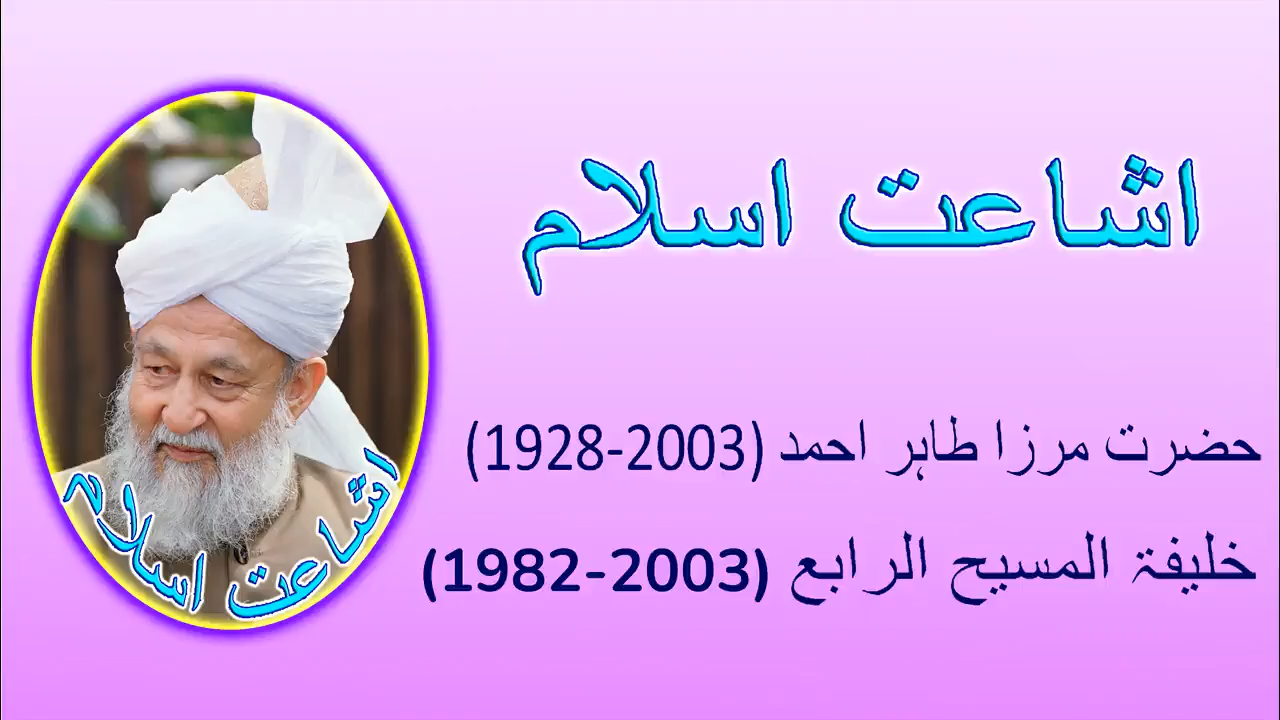 اشاعت اسلام
حضرت مرزا طاہر احمد (1928-2003)
خلیفۃ المسیح الرابع (1982-2003)
اشاعت اسلام